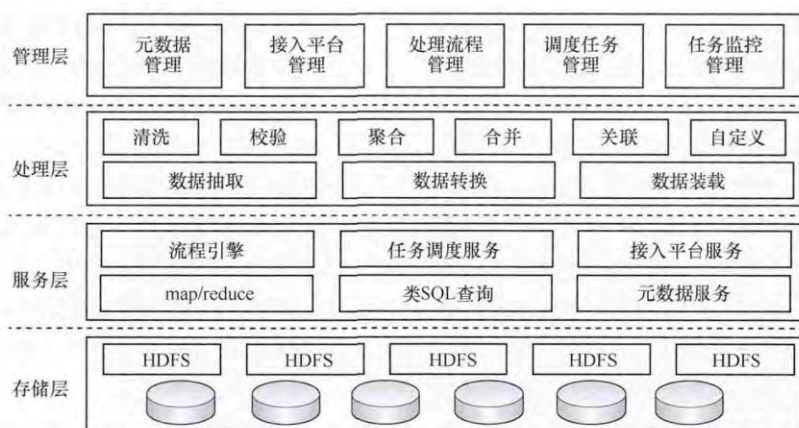 管理层
元数据
管理
接入平台
管理
处理流程
管理
调度任务
管理
任务监控
管理
处理层
清洗
校验
聚合
合并
关联
自定义
数据抽取
数据转换
数据装载
服务层
流程引擎
任务调度服务
接入平台服务
map/reduce
类SQL查询
元数据服务
存储层
HDFS
HDFS
HDFS
HDFS
HDFS